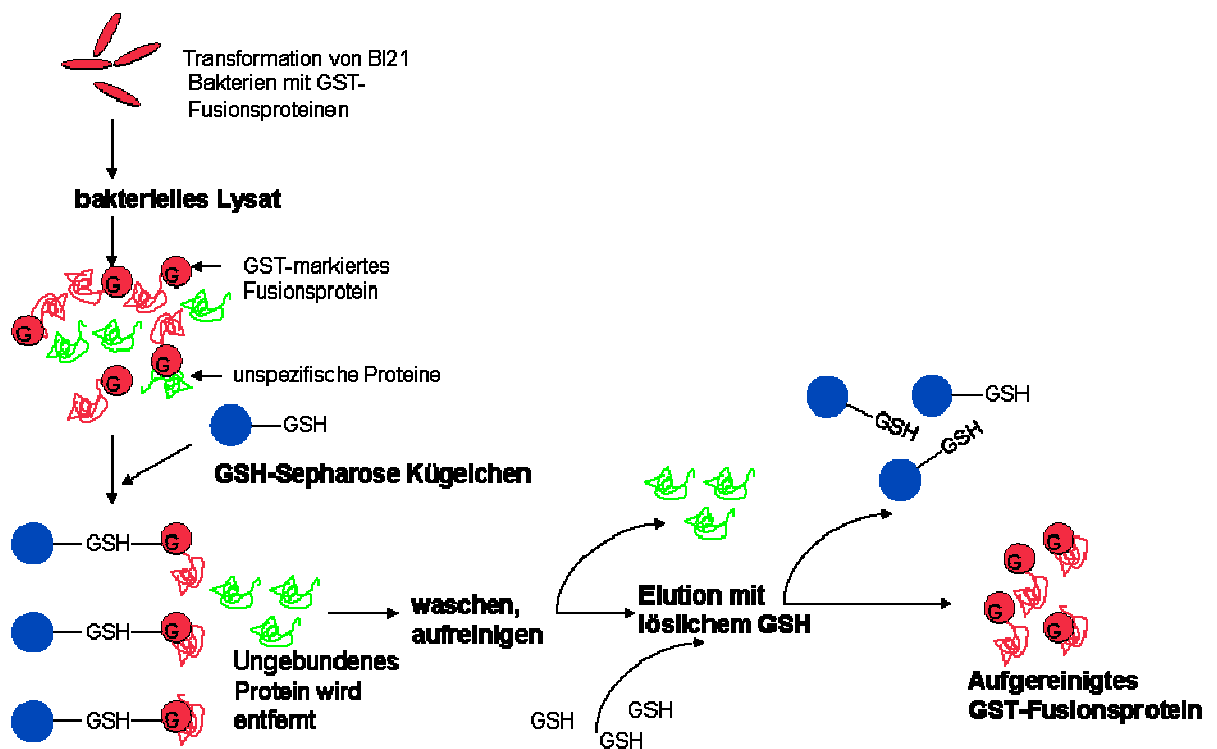 Transformation von Bl21
Bakterien mit GST-
Fusionsproteinen
bakterielles Lysat
GST-markiertes
Fusionsprotein
G
G
G
G
G
unspezifische Proteine
GSH
GSH-Sepharose Kügelchen
GSH
G
GSH
G
GSH
G
Ungebundenes
Protein wird
entfernt
waschen,
aufreinigen
Elution mit
löslichem GSH
GSH
GSH
GSH
GSH
GSH
GSH
G
G
G
G
Aufgereinigtes
GST-Fusionsprotein